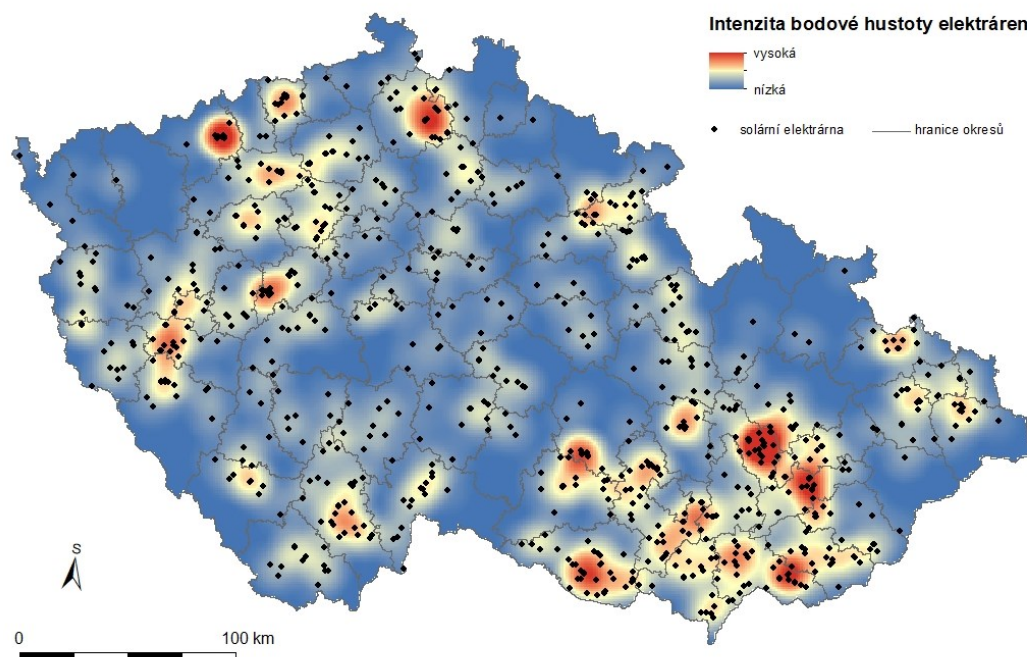 Intenzita bodové hustoty elektráren
vysoká
nízká
solární elektrárna
hranice okresů
S
0
100 km